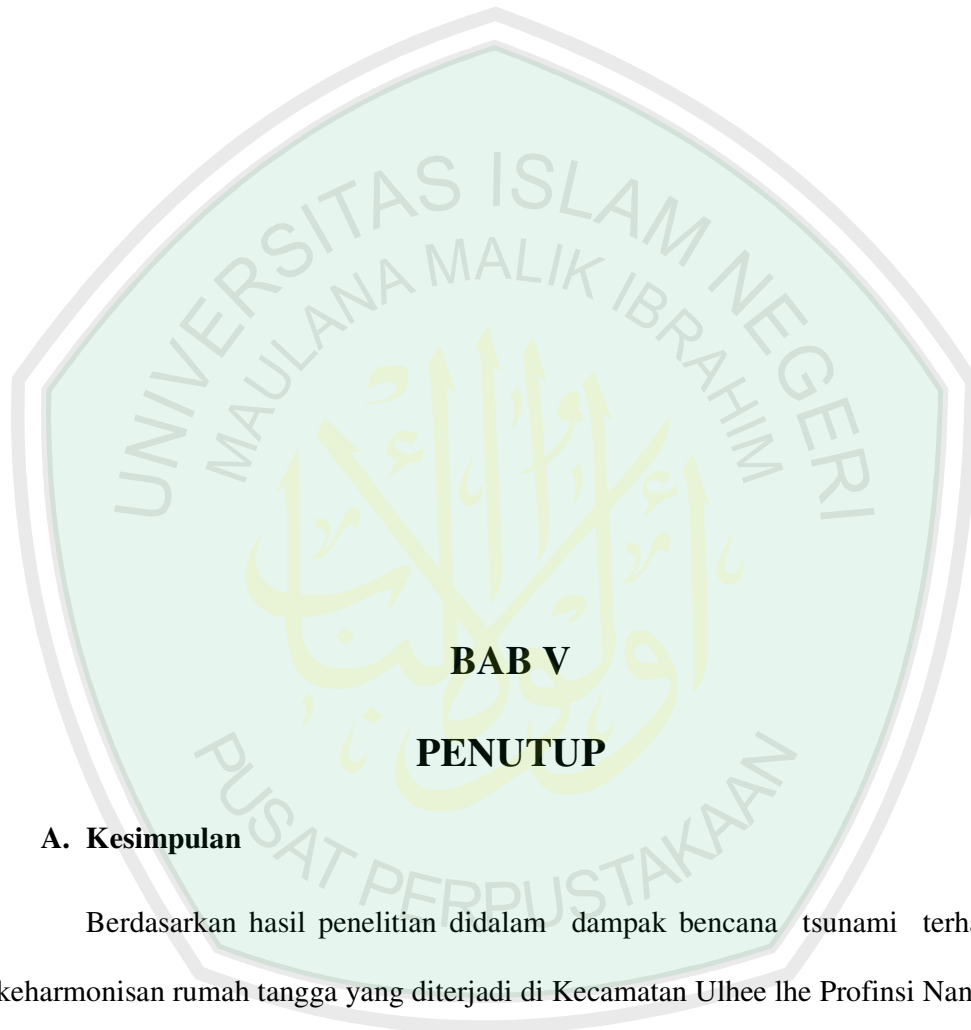 UNIVERSITAS ISLAM NEGERI
MAULANA MALIK IBRAHIM
BAB V
PENUTUP
PUSAT PERPUSTAKAAN
A. Kesimpulan
Berdasarkan hasil penelitian didalam dampak bencana tsunami terha
keharmonisan rumah tangga yang diterjadi di Kecamatan Ulhee lhe Profinsi Nan